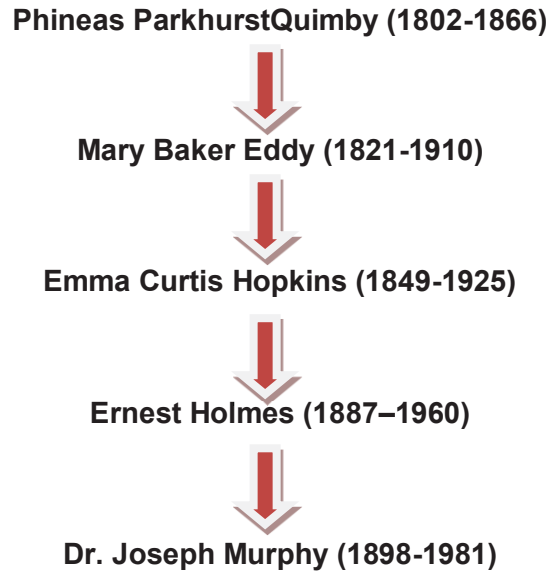 Phineas ParkhurstQuimby (1802-1866)
Mary Baker Eddy (1821-1910)
Emma Curtis Hopkins (1849-1925)
Ernest Holmes (1887–1960)
Dr. Joseph Murphy (1898-1981)